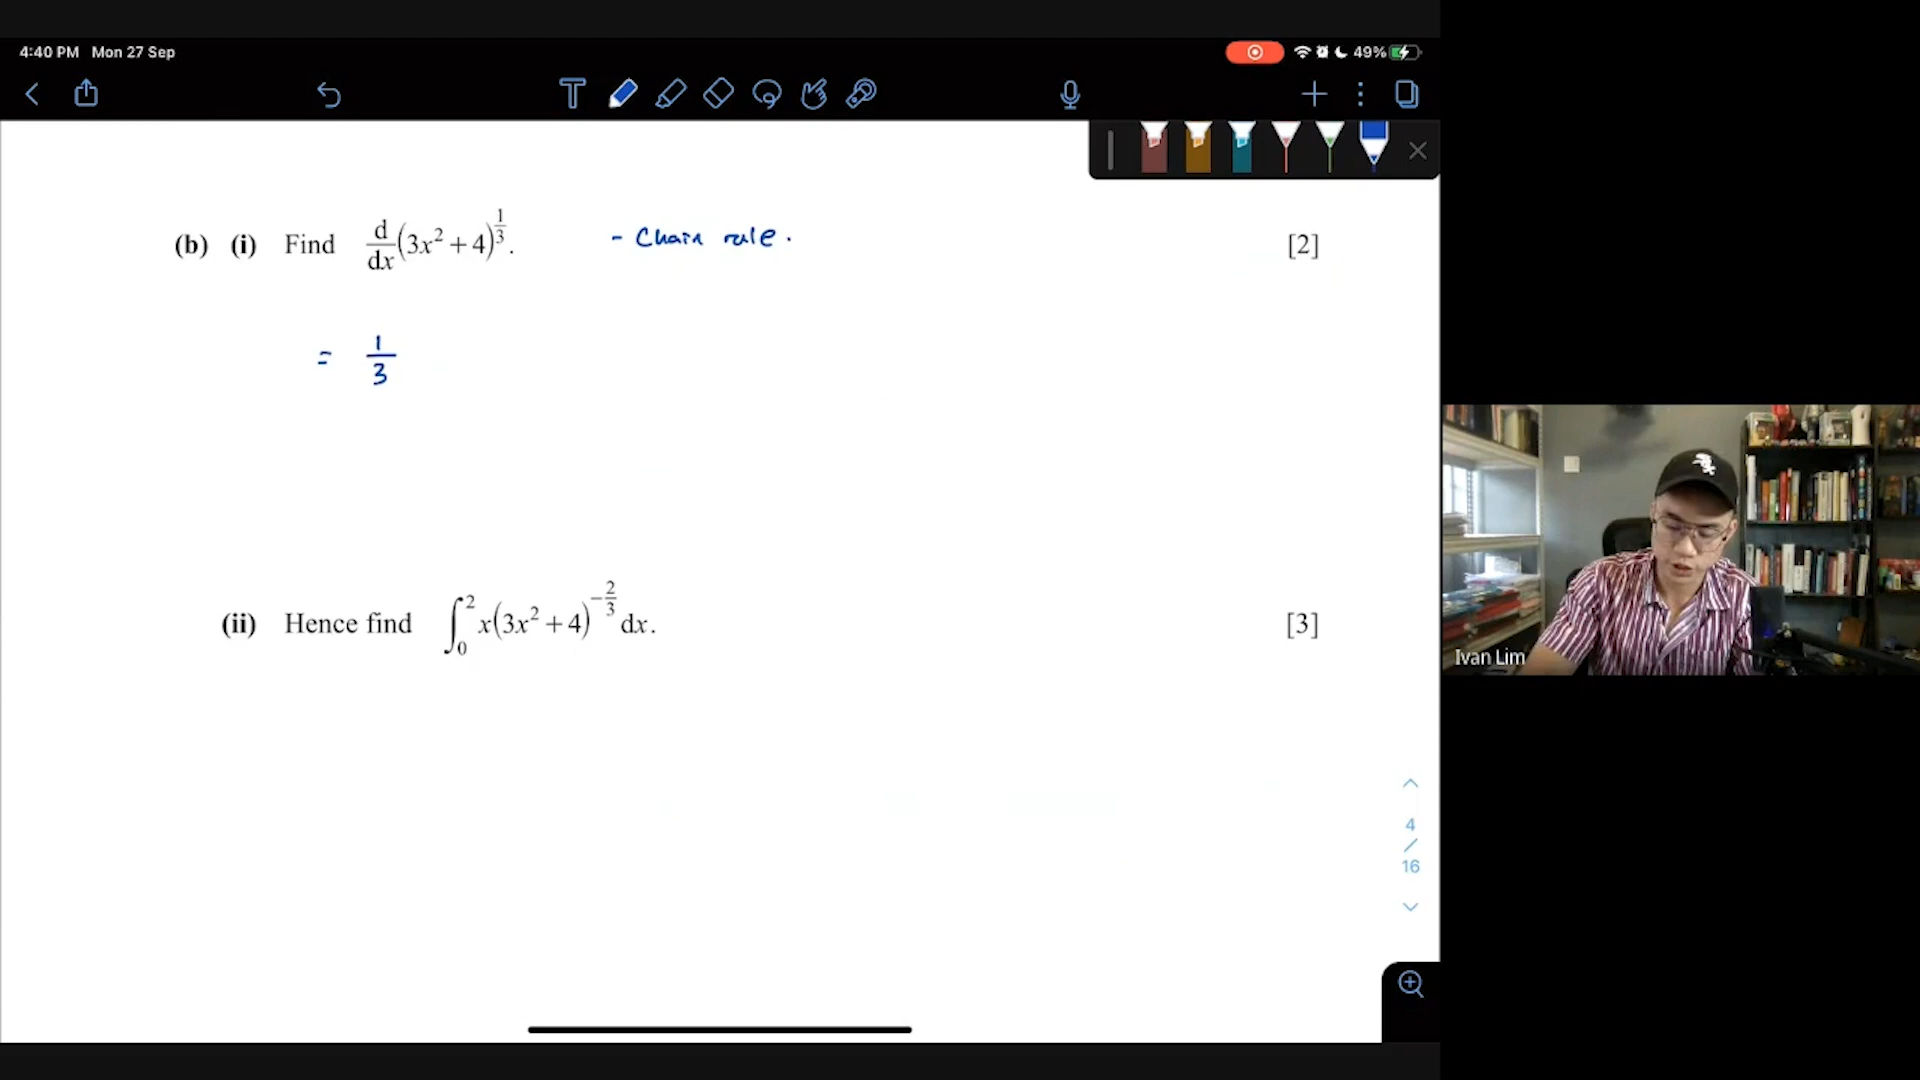 4:40 PM Mon 27 Sep
49%
(b) (i) Find d/dx (3x² + 4)^(1/3). - Chain rule. [2]
= 1/3
(ii) Hence find ∫₀² x(3x² + 4)^(-2/3) dx. [3]
Ivan Lim
4
/
16